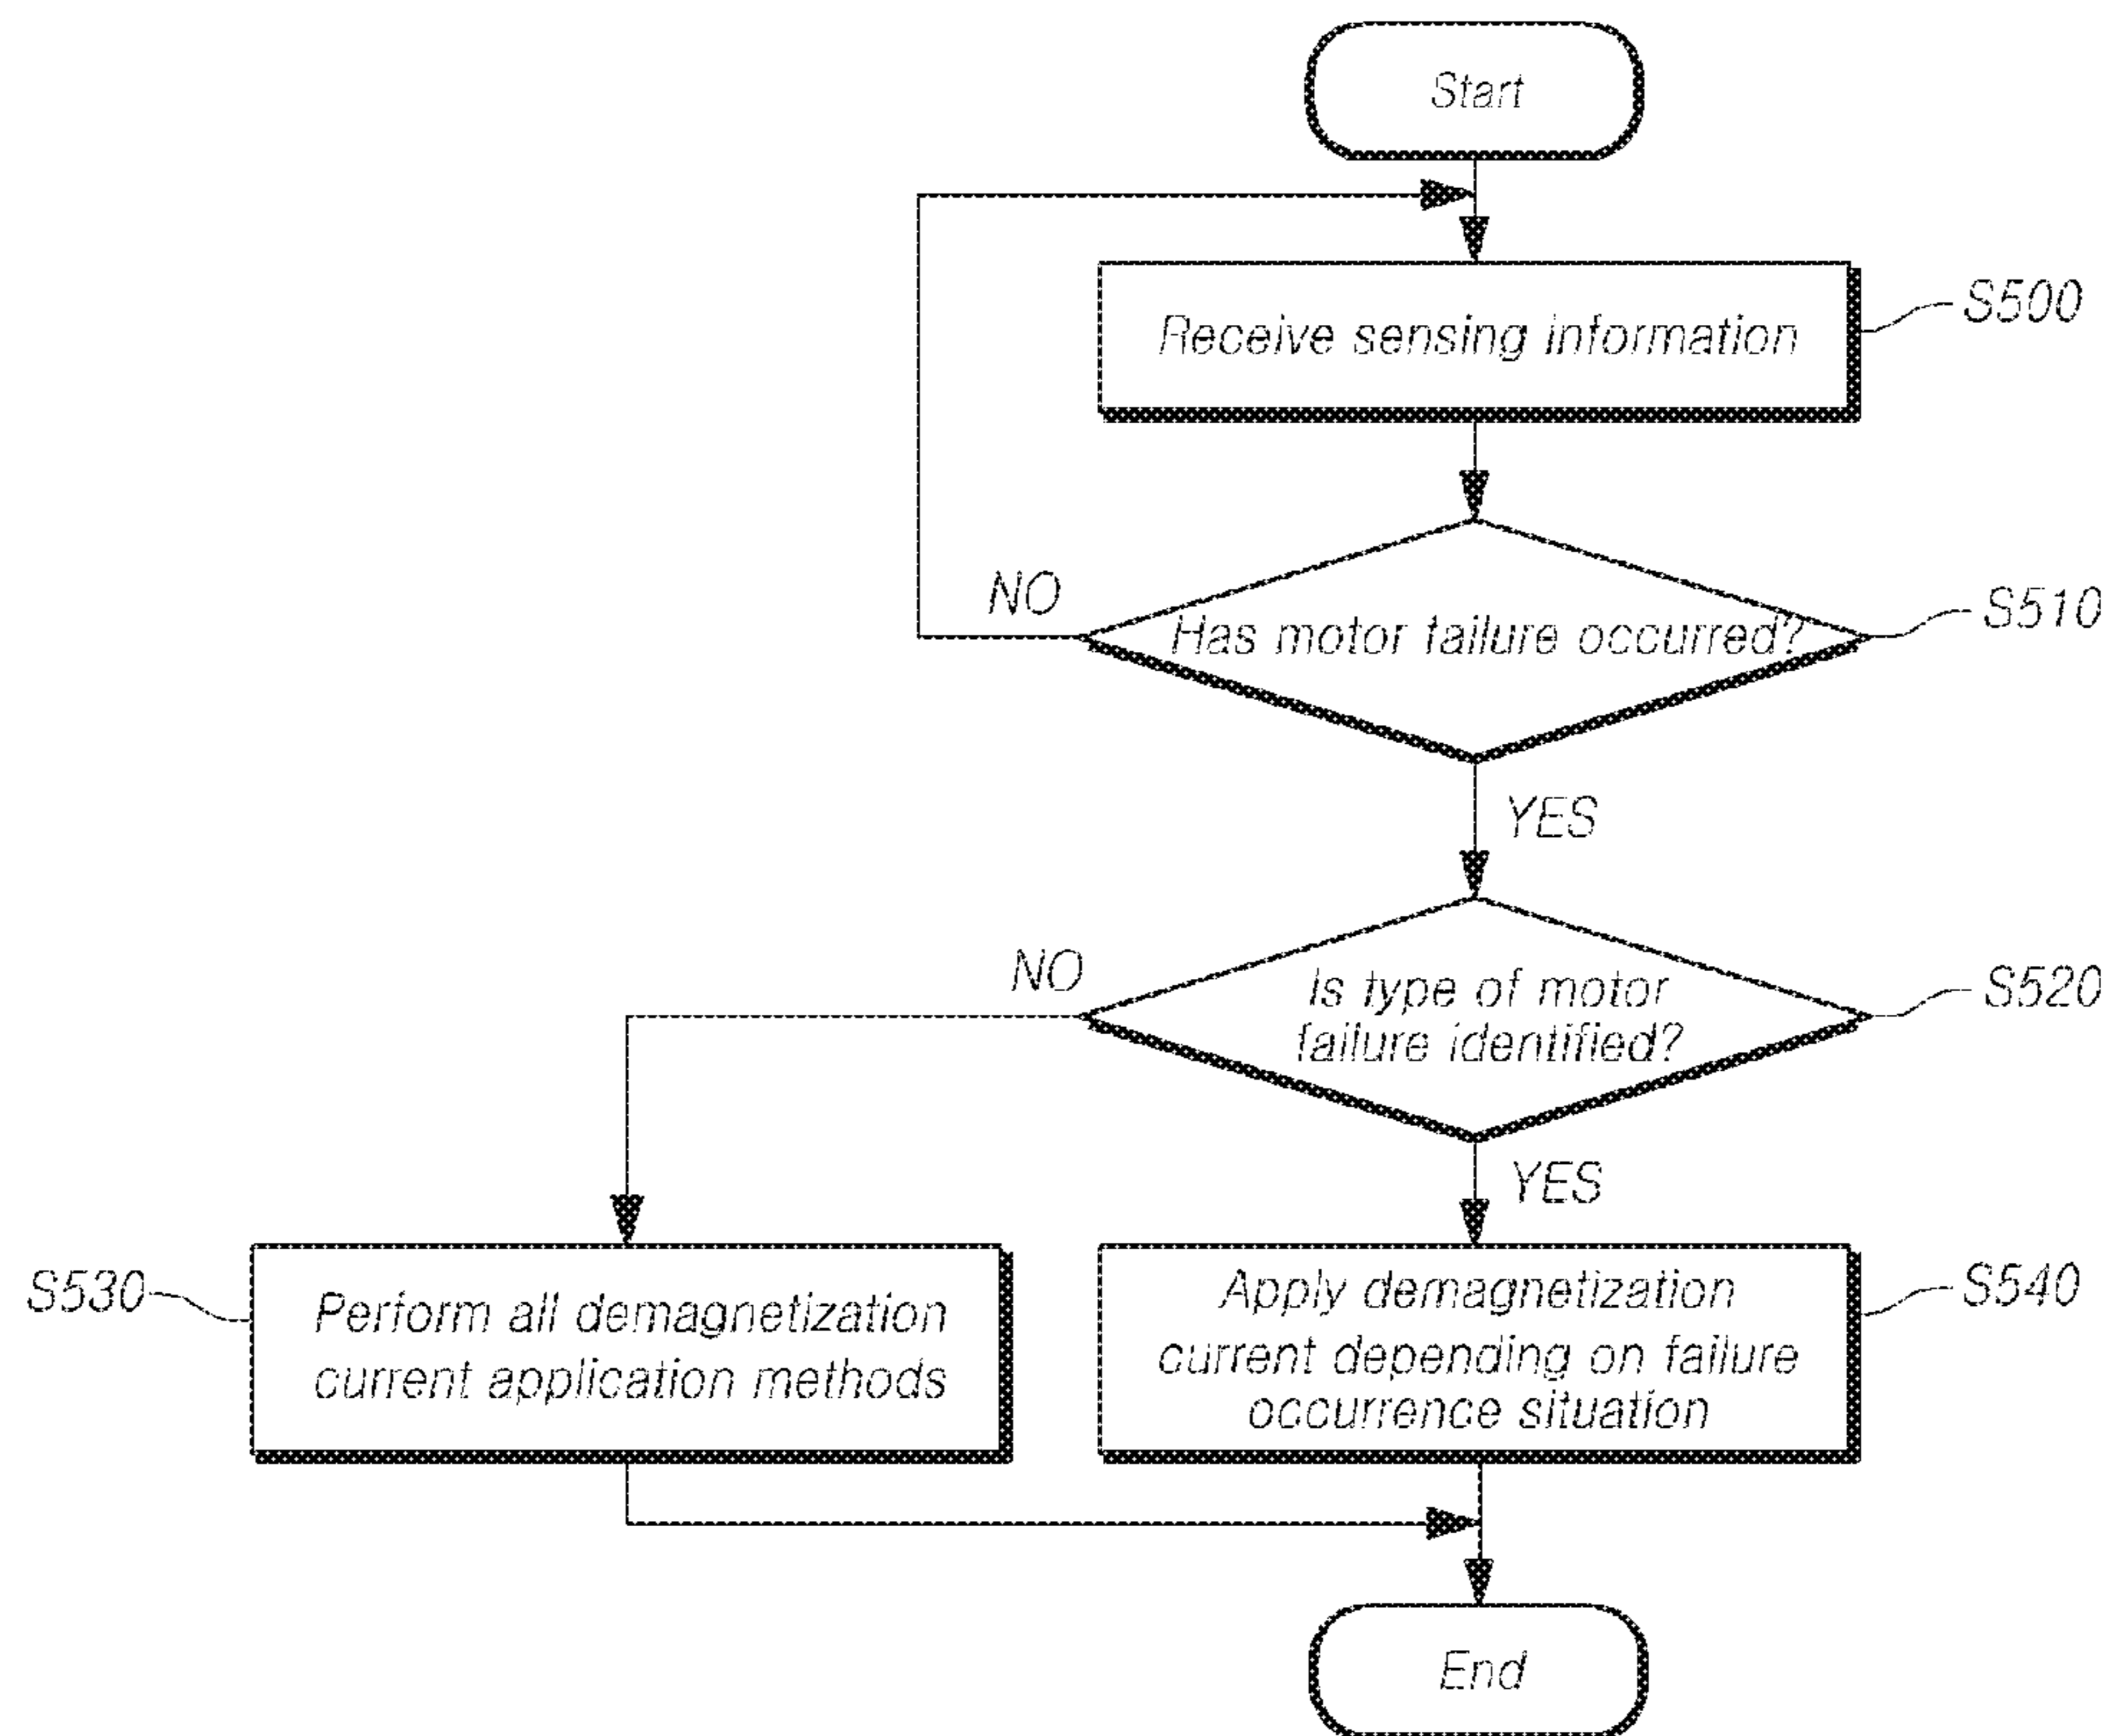 Start
Receive sensing information
S500
NO
Has motor failure occurred?
S510
YES
NO
Is type of motor
failure identified?
S520
YES
S530
Perform all demagnetization
current application methods
Apply demagnetization
current depending on failure
occurrence situation
S540
End